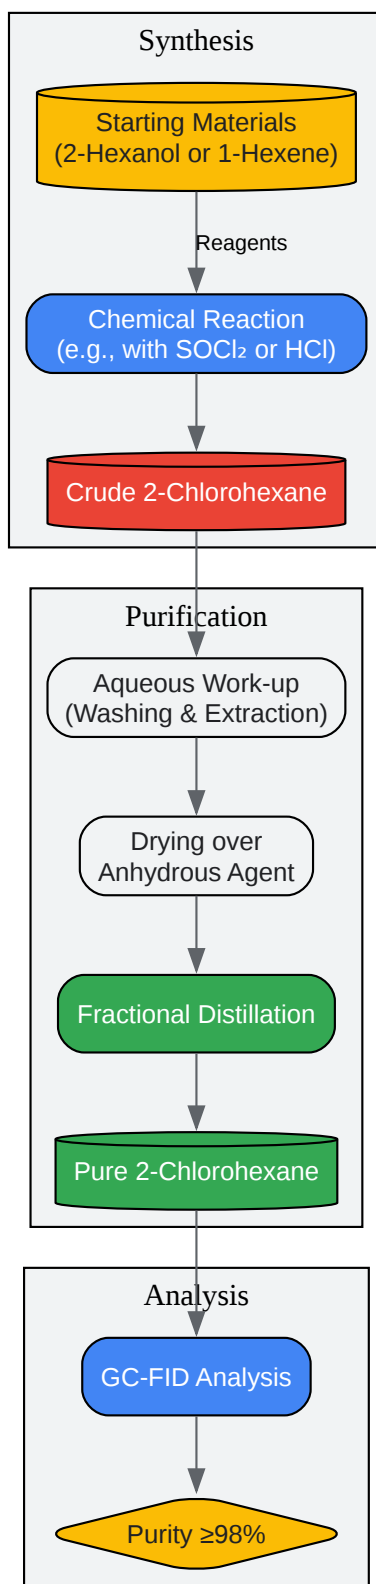 Synthesis
Starting Materials
(2-Hexanol or 1-Hexene)
Reagents
Chemical Reaction
(e.g., with SOCl₂ or HCl)
Crude 2-Chlorohexane
Purification
Aqueous Work-up
(Washing & Extraction)
Drying over
Anhydrous Agent
Fractional Distillation
Pure 2-Chlorohexane
Analysis
GC-FID Analysis
Purity ≥98%